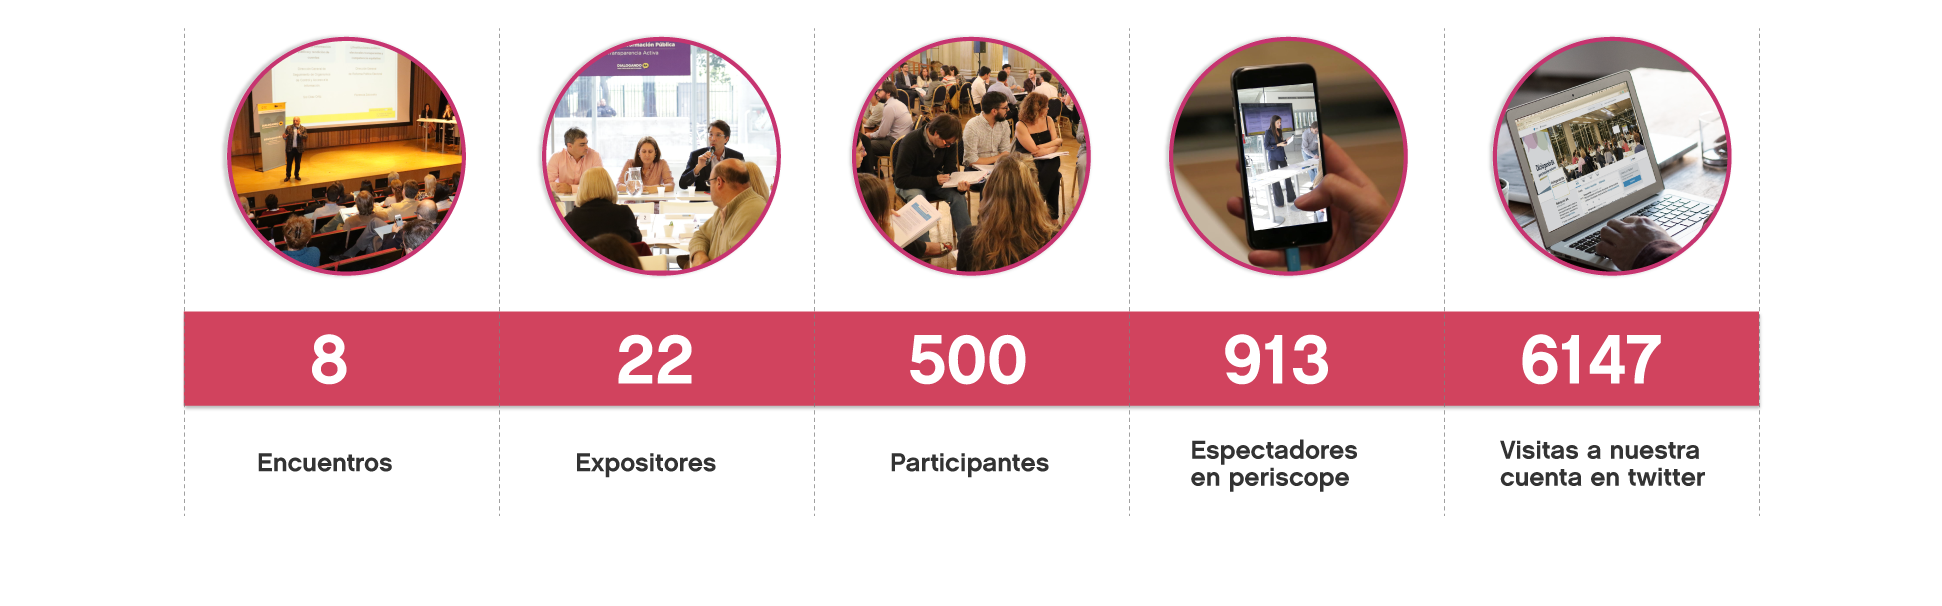 ormación Pública
ransparencia Activa
DIALOGANDO
8
22
500
913
6147
Encuentros
Expositores
Participantes
Espectadores
en periscope
Visitas a nuestra
cuenta en twitter